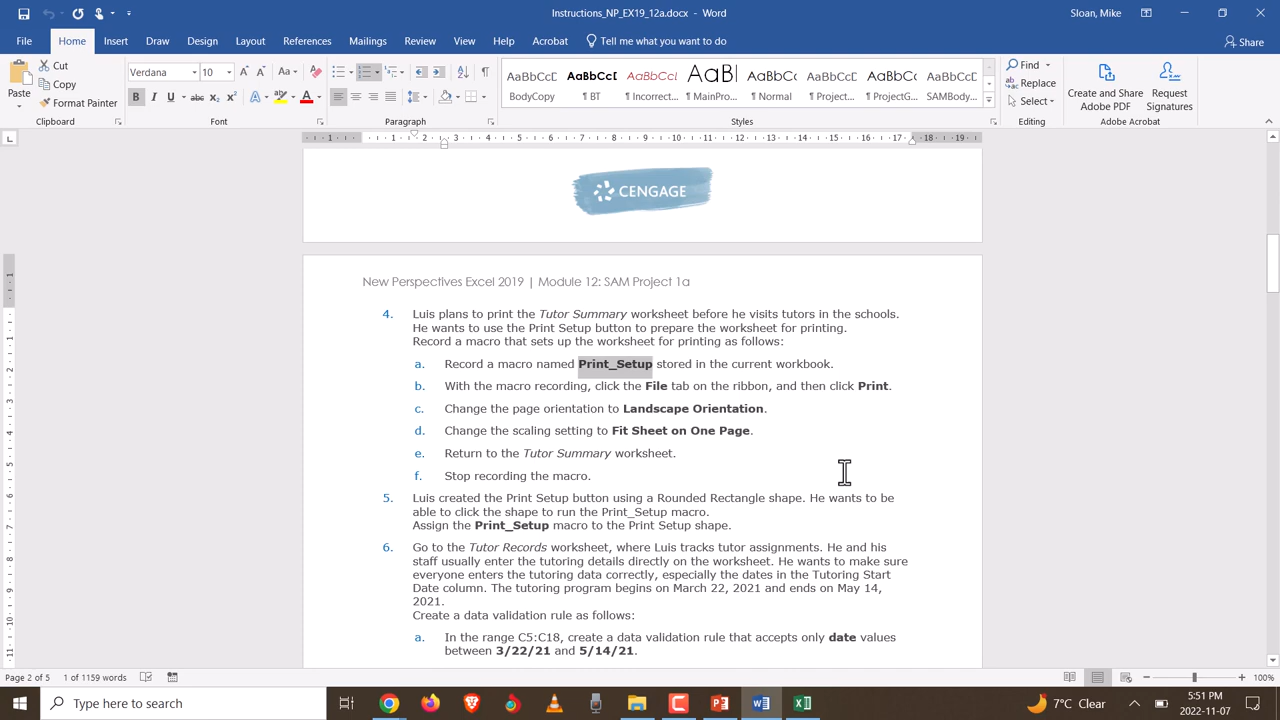 Instructions_NP_EX19_12a.docx - Word
Sloan, Mike
File Home Insert Draw Design Layout References Mailings Review View Help Acrobat Tell me what you want to do
Share
Paste
Cut
Copy
Format Painter
Clipboard
Verdana 10
Font
Paragraph
AaBbCcD AaBbCcI AaBbCcD AaBI AaBbCc AaBbCcD AaBbCc AaBbCcD
BodyCopy ¶ BT ¶ Incorrect... ¶ MainPro... ¶ Normal ¶ Project... ¶ ProjectG... SAMBody...
Styles
Find
Replace
Select
Editing
Create and Share Adobe PDF
Request Signatures
Adobe Acrobat
CENGAGE
New Perspectives Excel 2019 | Module 12: SAM Project 1a
4. Luis plans to print the Tutor Summary worksheet before he visits tutors in the schools.
He wants to use the Print Setup button to prepare the worksheet for printing.
Record a macro that sets up the worksheet for printing as follows:
a. Record a macro named Print_Setup stored in the current workbook.
b. With the macro recording, click the File tab on the ribbon, and then click Print.
c. Change the page orientation to Landscape Orientation.
d. Change the scaling setting to Fit Sheet on One Page.
e. Return to the Tutor Summary worksheet.
f. Stop recording the macro.
5. Luis created the Print Setup button using a Rounded Rectangle shape. He wants to be
able to click the shape to run the Print_Setup macro.
Assign the Print_Setup macro to the Print Setup shape.
6. Go to the Tutor Records worksheet, where Luis tracks tutor assignments. He and his
staff usually enter the tutoring details directly on the worksheet. He wants to make sure
everyone enters the tutoring data correctly, especially the dates in the Tutoring Start
Date column. The tutoring program begins on March 22, 2021 and ends on May 14,
2021.
Create a data validation rule as follows:
a. In the range C5:C18, create a data validation rule that accepts only date values
between 3/22/21 and 5/14/21.
Page 2 of 5 1 of 1159 words
100%
Type here to search
7°C Clear
5:51 PM
2022-11-07